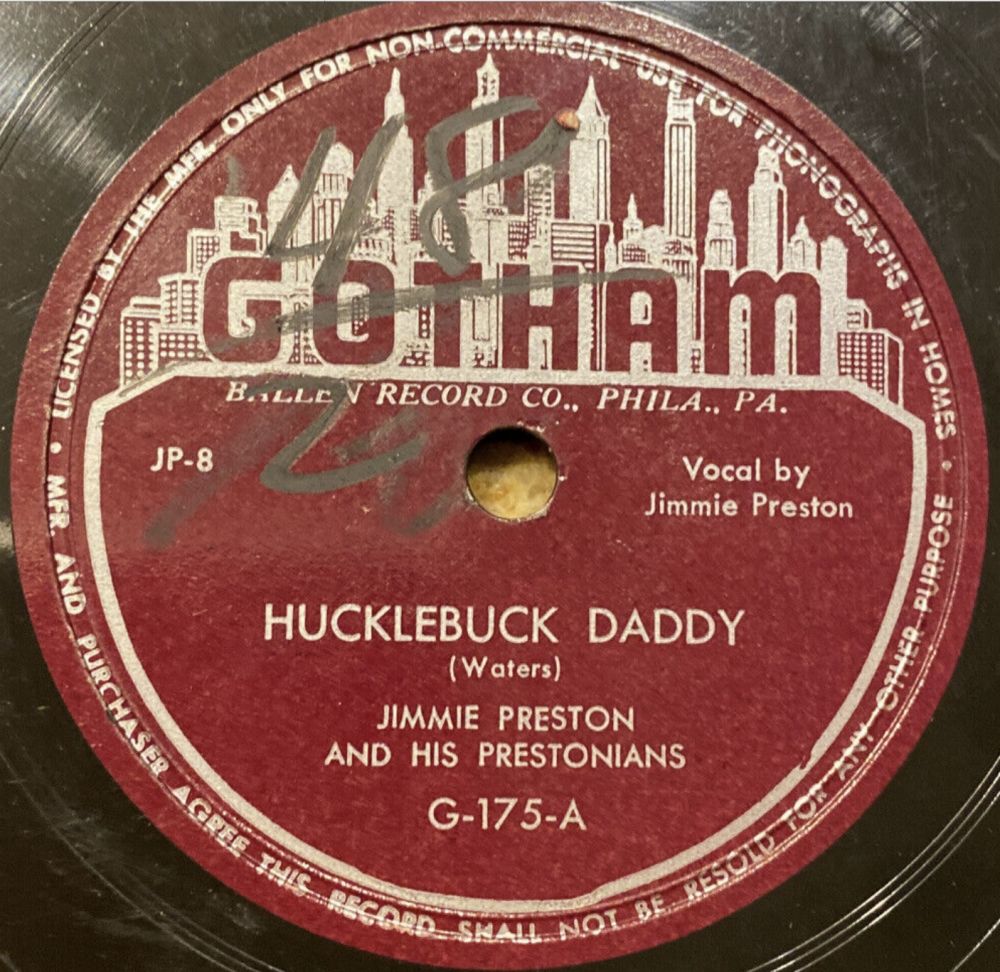 LICENSED BY THE MFR. ONLY FOR NON-COMMERCIAL USE FOR PHONOGRAPHS IN HOMES • MFR. AND PURCHASER AGREE THIS RECORD SHALL NOT BE RESOLD FOR ANY OTHER PURPOSE •
48
GOTHAM
BALLEN RECORD CO., PHILA., PA.
JP-8
Vocal by
Jimmie Preston
HUCKLEBUCK DADDY
(Waters)
JIMMIE PRESTON
AND HIS PRESTONIANS
G-175-A